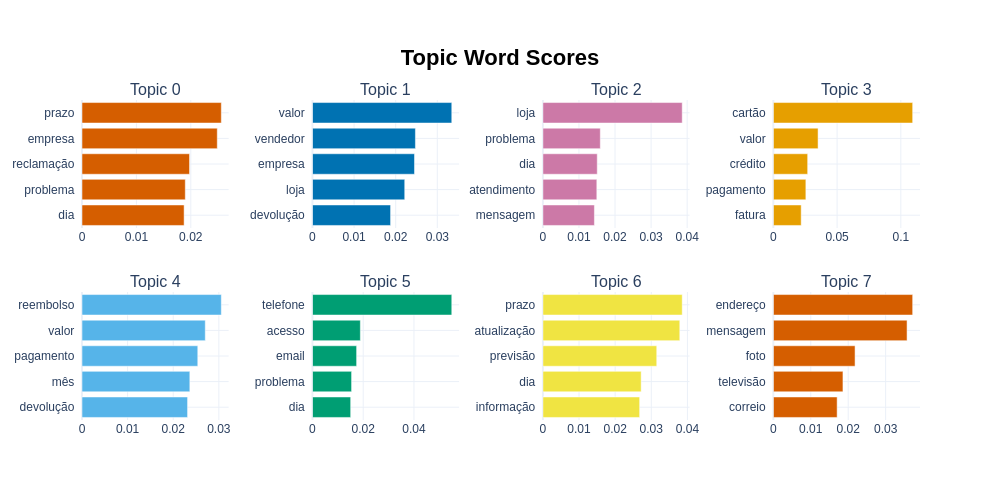 Topic Word Scores
Topic 0
prazo
empresa
reclamação
problema
dia
0 0.01 0.02
Topic 1
valor
vendedor
empresa
loja
devolução
0 0.01 0.02 0.03
Topic 2
loja
problema
dia
atendimento
mensagem
0 0.01 0.02 0.03 0.04
Topic 3
cartão
valor
crédito
pagamento
fatura
0 0.05 0.1
Topic 4
reembolso
valor
pagamento
mês
devolução
0 0.01 0.02 0.03
Topic 5
telefone
acesso
email
problema
dia
0 0.02 0.04
Topic 6
prazo
atualização
previsão
dia
informação
0 0.01 0.02 0.03 0.04
Topic 7
endereço
mensagem
foto
televisão
correio
0 0.01 0.02 0.03